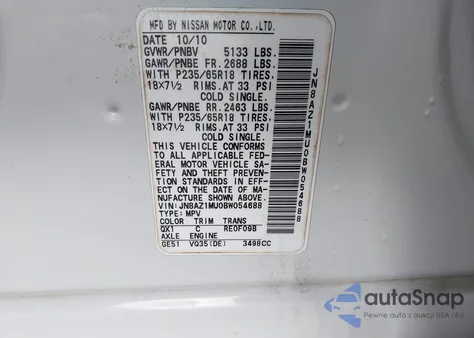 MFD BY NISSAN MOTOR CO.,LTD.
DATE 10/10
GVWR/PNBV 5133 LBS.
GAWR/PNBE FR. 2688 LBS.
WITH P235/65R18 TIRES.
18X7½ RIMS.AT 33 PSI
COLD SINGLE.
GAWR/PNBE RR. 2463 LBS.
WITH P235/65R18 TIRES.
18X7½ RIMS.AT 33 PSI
COLD SINGLE.
THIS VEHICLE CONFORMS
TO ALL APPLICABLE FED-
ERAL MOTOR VEHICLE SA-
FETY AND THEFT PREVEN-
TION STANDARDS IN EFF-
ECT ON THE DATE OF MA-
NUFACTURE SHOWN ABOVE.
VIN:JN8AZ1MU0BW054688
TYPE: MPV
COLOR TRIM TRANS
QX1 C RE0F09B
AXLE ENGINE
GE51 VQ35(DE) 3498CC
JN8AZ1MU0BW054688
autoSnap
Pewne auta z USA i EU